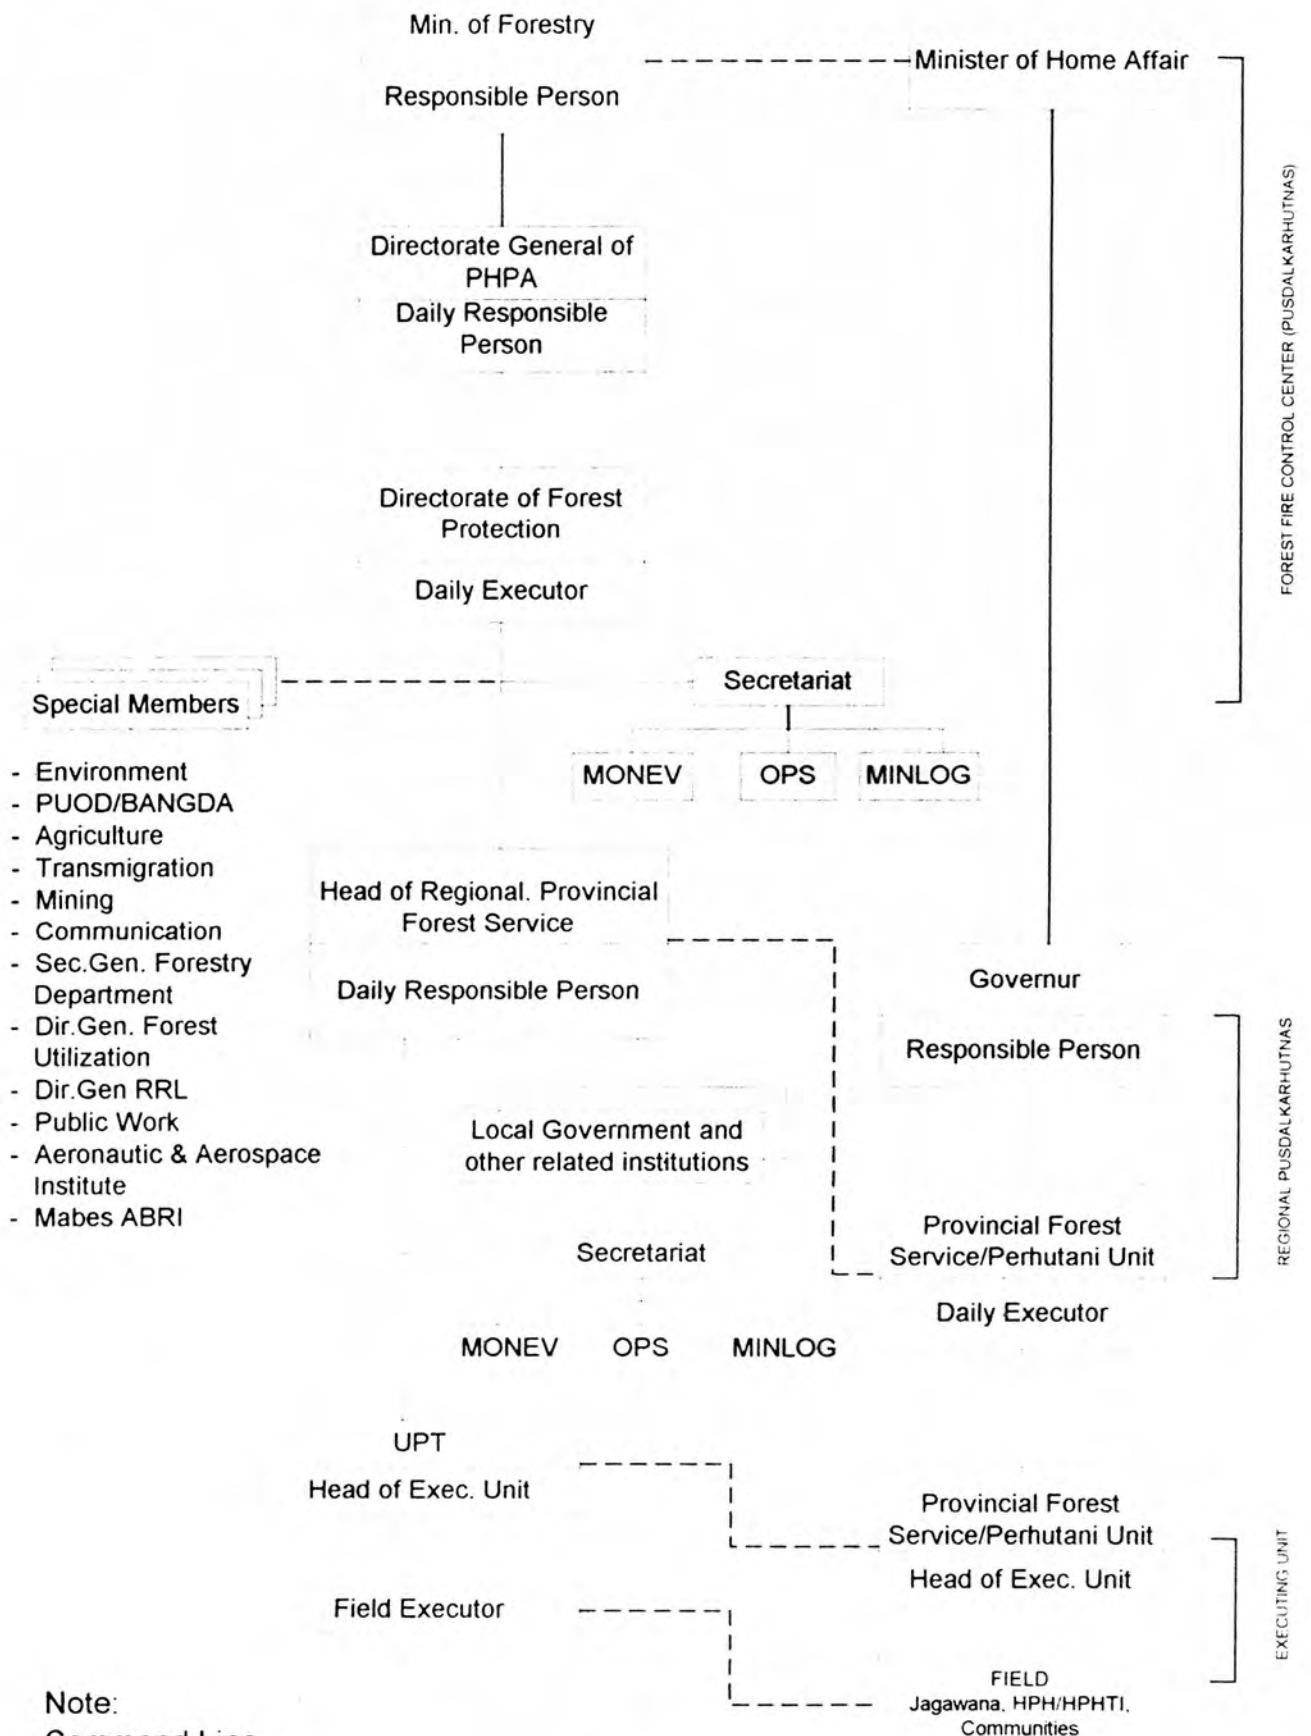 Min. of Forestry
Responsible Person
Minister of Home Affair
FOREST FIRE CONTROL CENTER (PUSDALKARHUTNAS)
Directorate General of
PHPA
Daily Responsible
Person
Directorate of Forest
Protection
Daily Executor
Special Members
Secretariat
MONEV OPS MINLOG
- Environment
- PUOD/BANGDA
- Agriculture
- Transmigration
- Mining
- Communication
- Sec.Gen. Forestry
Department
- Dir.Gen. Forest
Utilization
- Dir.Gen RRL
- Public Work
- Aeronautic & Aerospace
Institute
- Mabes ABRI
Head of Regional. Provincial
Forest Service
Daily Responsible Person
Governur
Responsible Person
REGIONAL PUSDALKARHUTNAS
Local Government and
other related institutions
Provincial Forest
Service/Perhutani Unit
Daily Executor
Secretariat
MONEV OPS MINLOG
UPT
Head of Exec. Unit
Provincial Forest
Service/Perhutani Unit
Head of Exec. Unit
EXECUTING UNIT
Field Executor
FIELD
Jagawana, HPH/HPHTI,
Communities
Note: